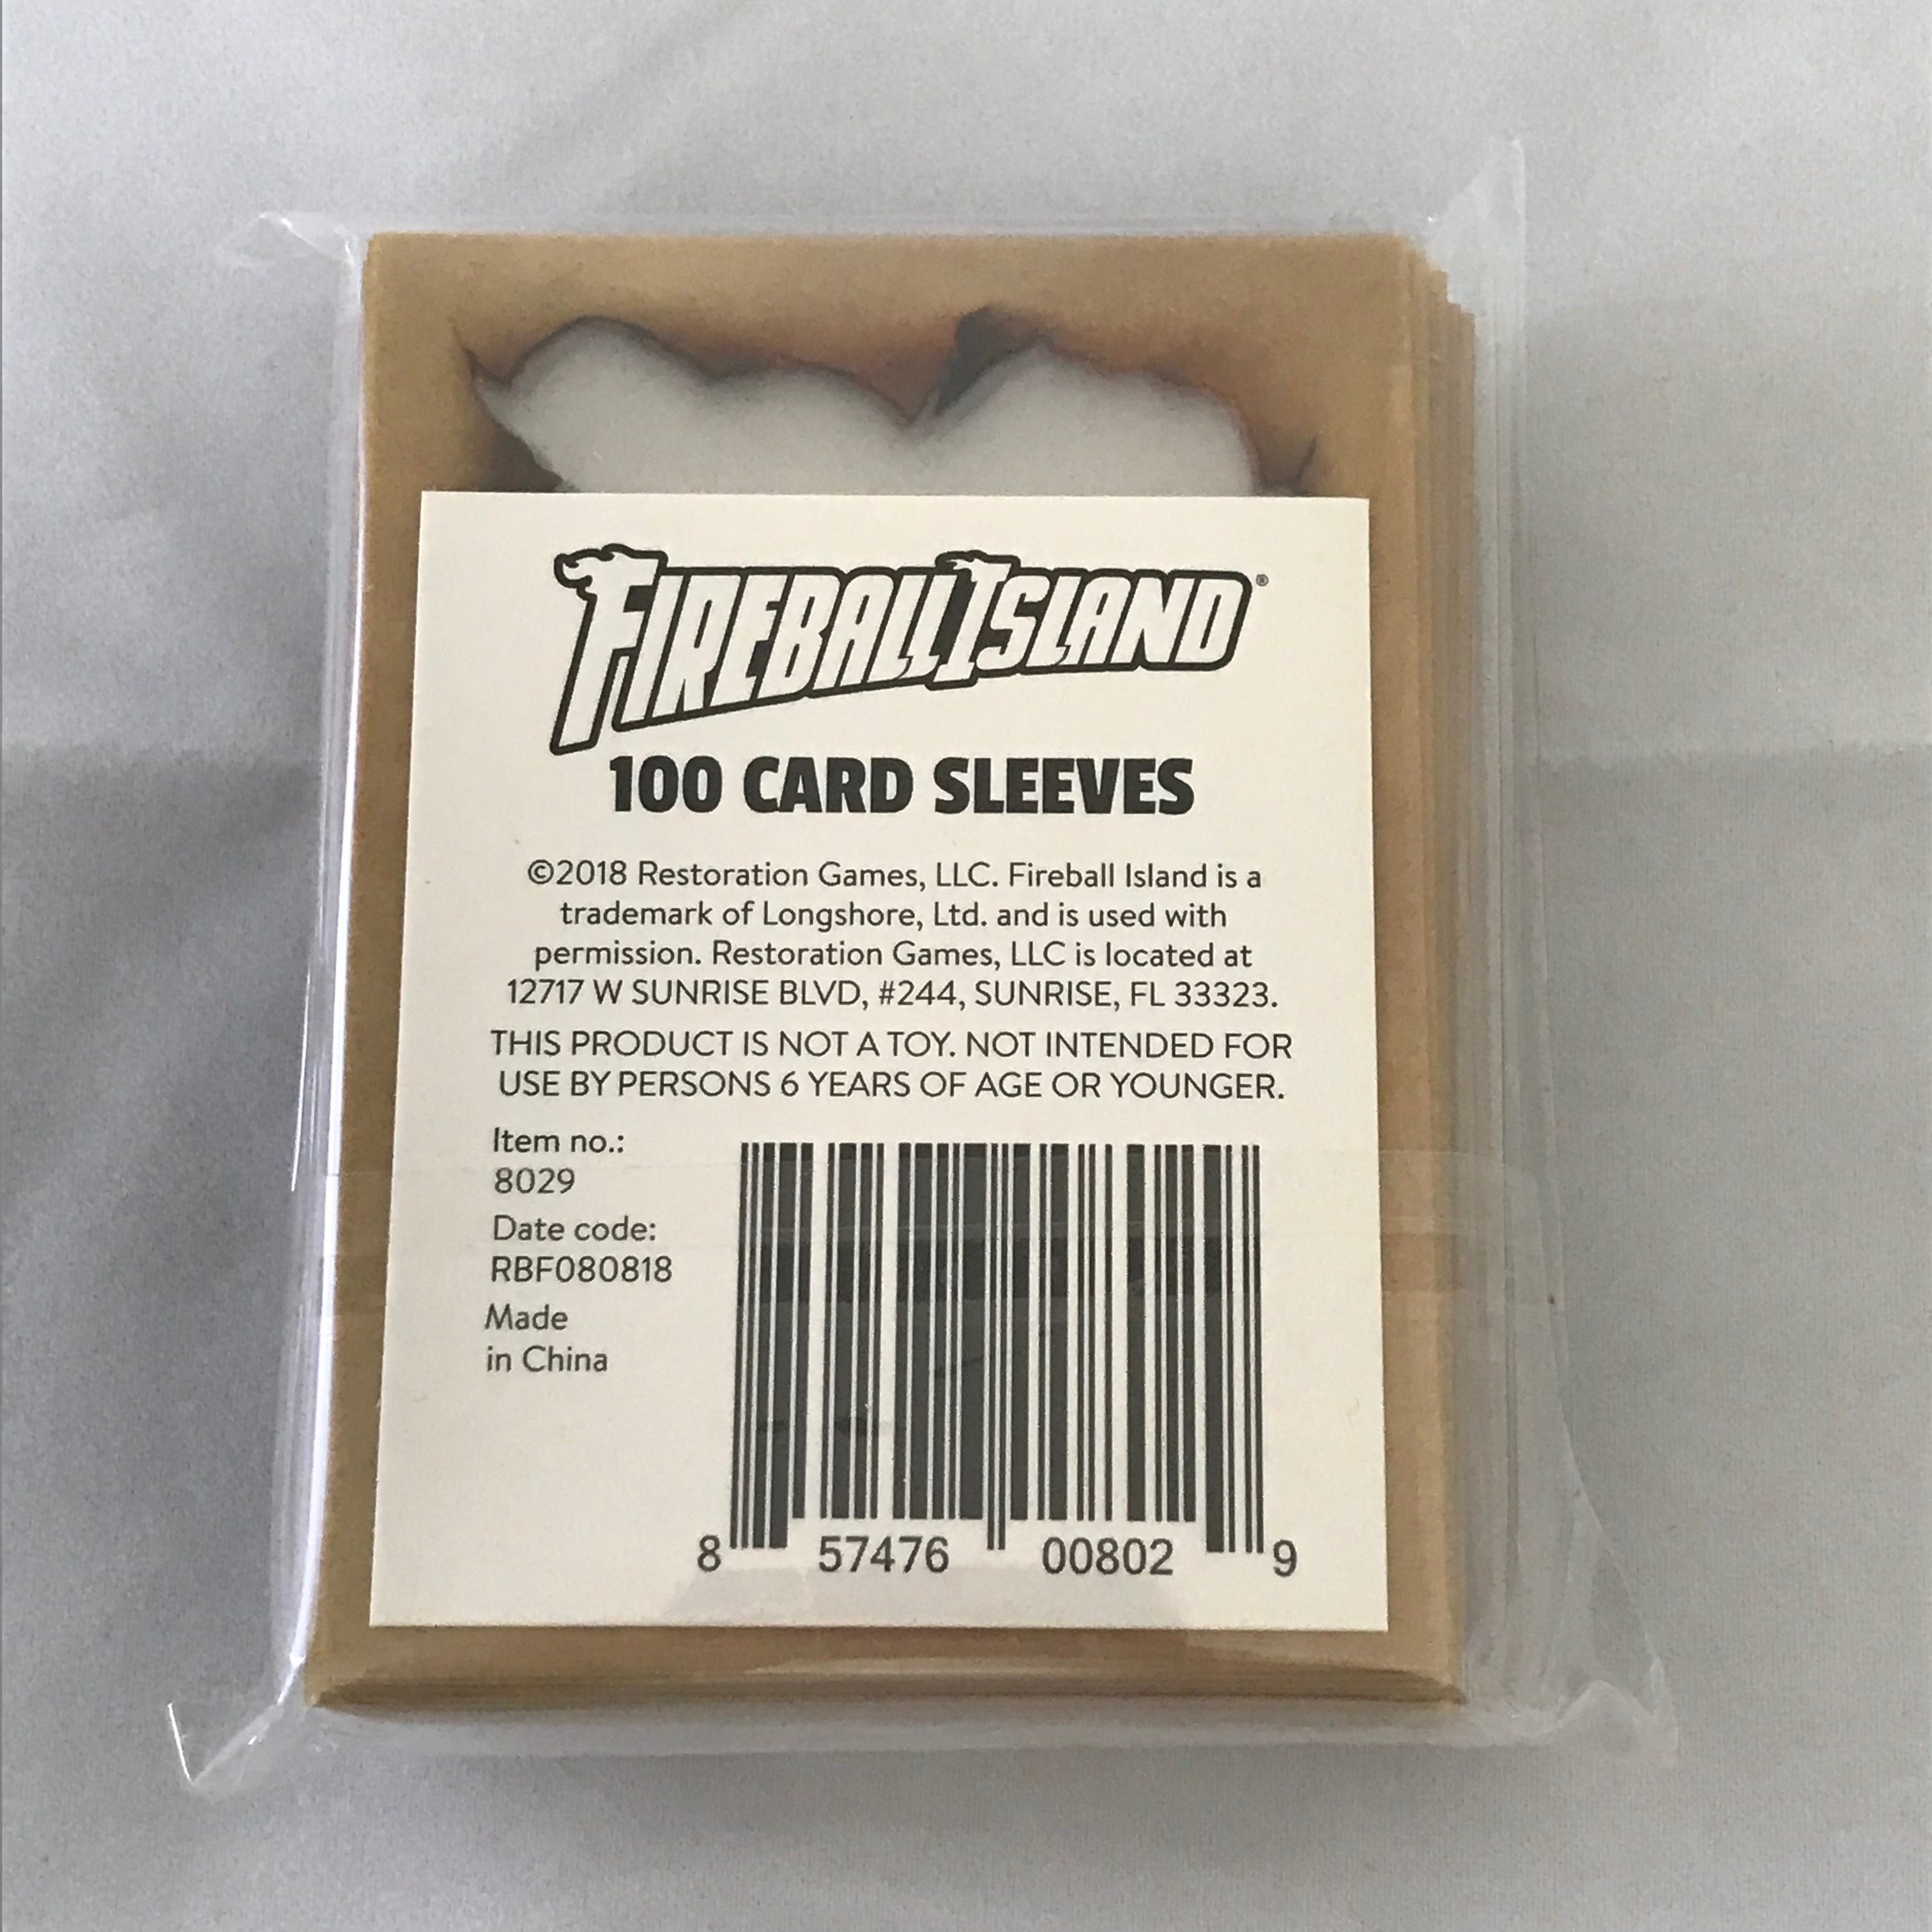 FIREBALL ISLAND®
100 CARD SLEEVES
©2018 Restoration Games, LLC. Fireball Island is a
trademark of Longshore, Ltd. and is used with
permission. Restoration Games, LLC is located at
12717 W SUNRISE BLVD, #244, SUNRISE, FL 33323.
THIS PRODUCT IS NOT A TOY. NOT INTENDED FOR
USE BY PERSONS 6 YEARS OF AGE OR YOUNGER.
Item no.:
8029
Date code:
RBF080818
Made
in China
8 57476 00802 9